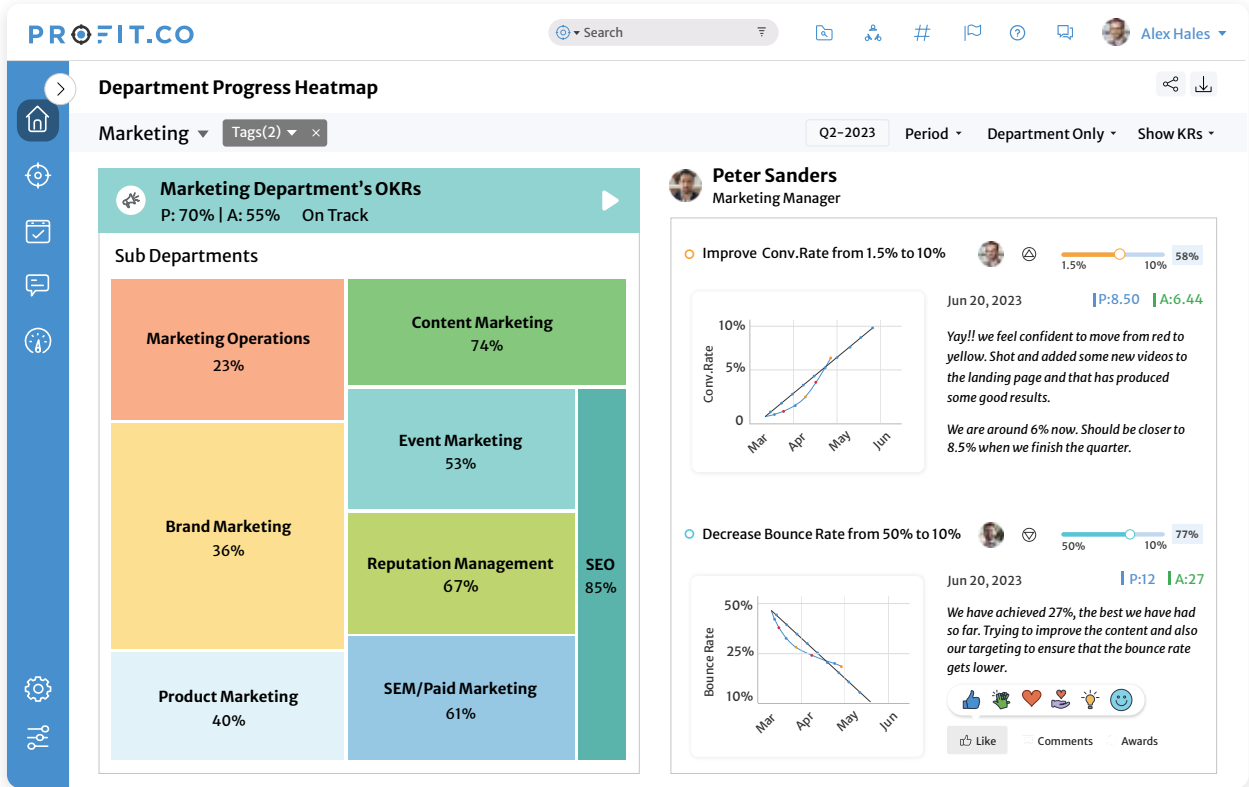 PROFIT.CO
Search
Alex Hales
Department Progress Heatmap
Marketing
Tags(2)
Q2-2023
Period
Department Only
Show KRs
Marketing Department's OKRs
P: 70% | A: 55% On Track
Sub Departments
Marketing Operations
23%
Content Marketing
74%
Brand Marketing
36%
Event Marketing
53%
Reputation Management
67%
SEO
85%
Product Marketing
40%
SEM/Paid Marketing
61%
Peter Sanders
Marketing Manager
Improve Conv.Rate from 1.5% to 10%
1.5%
10%
58%
Jun 20, 2023
P:8.50
A:6.44
Conv.Rate
10%
5%
0
Mar
Apr
May
Jun
Yay!! we feel confident to move from red to
yellow. Shot and added some new videos to
the landing page and that has produced
some good results.
We are around 6% now. Should be closer to
8.5% when we finish the quarter.
Decrease Bounce Rate from 50% to 10%
50%
10%
77%
Jun 20, 2023
P:12
A:27
Bounce Rate
50%
25%
10%
Mar
Apr
May
Jun
We have achieved 27%, the best we have had
so far. Trying to improve the content and also
our targeting to ensure that the bounce rate
gets lower.
Like
Comments
Awards